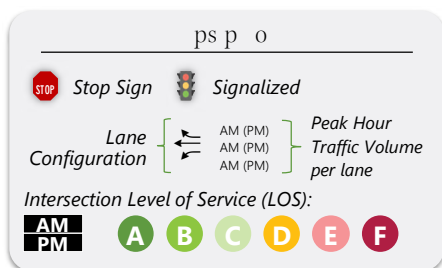 ps p o
STOP Stop Sign Signalized
Lane Configuration
AM (PM)
AM (PM)
AM (PM)
Peak Hour
Traffic Volume
per lane
Intersection Level of Service (LOS):
AM
PM
A B C D E F